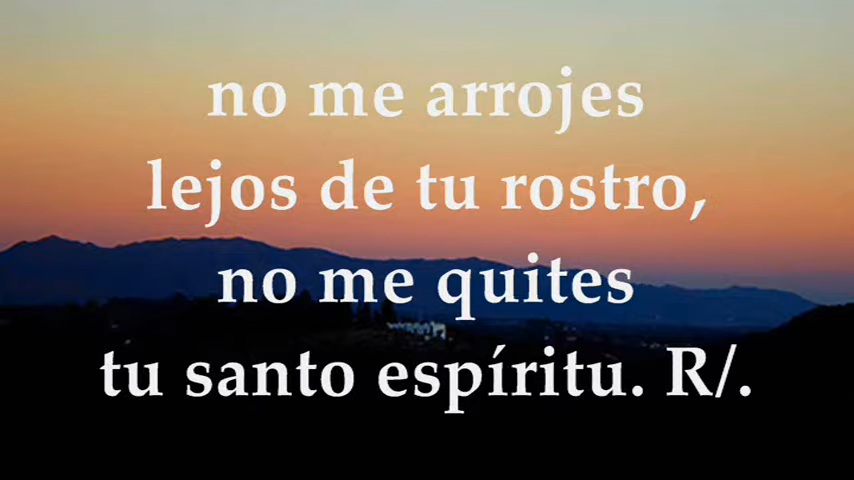 no me arrojes
lejos de tu rostro,
no me quites
tu santo espíritu. R/.